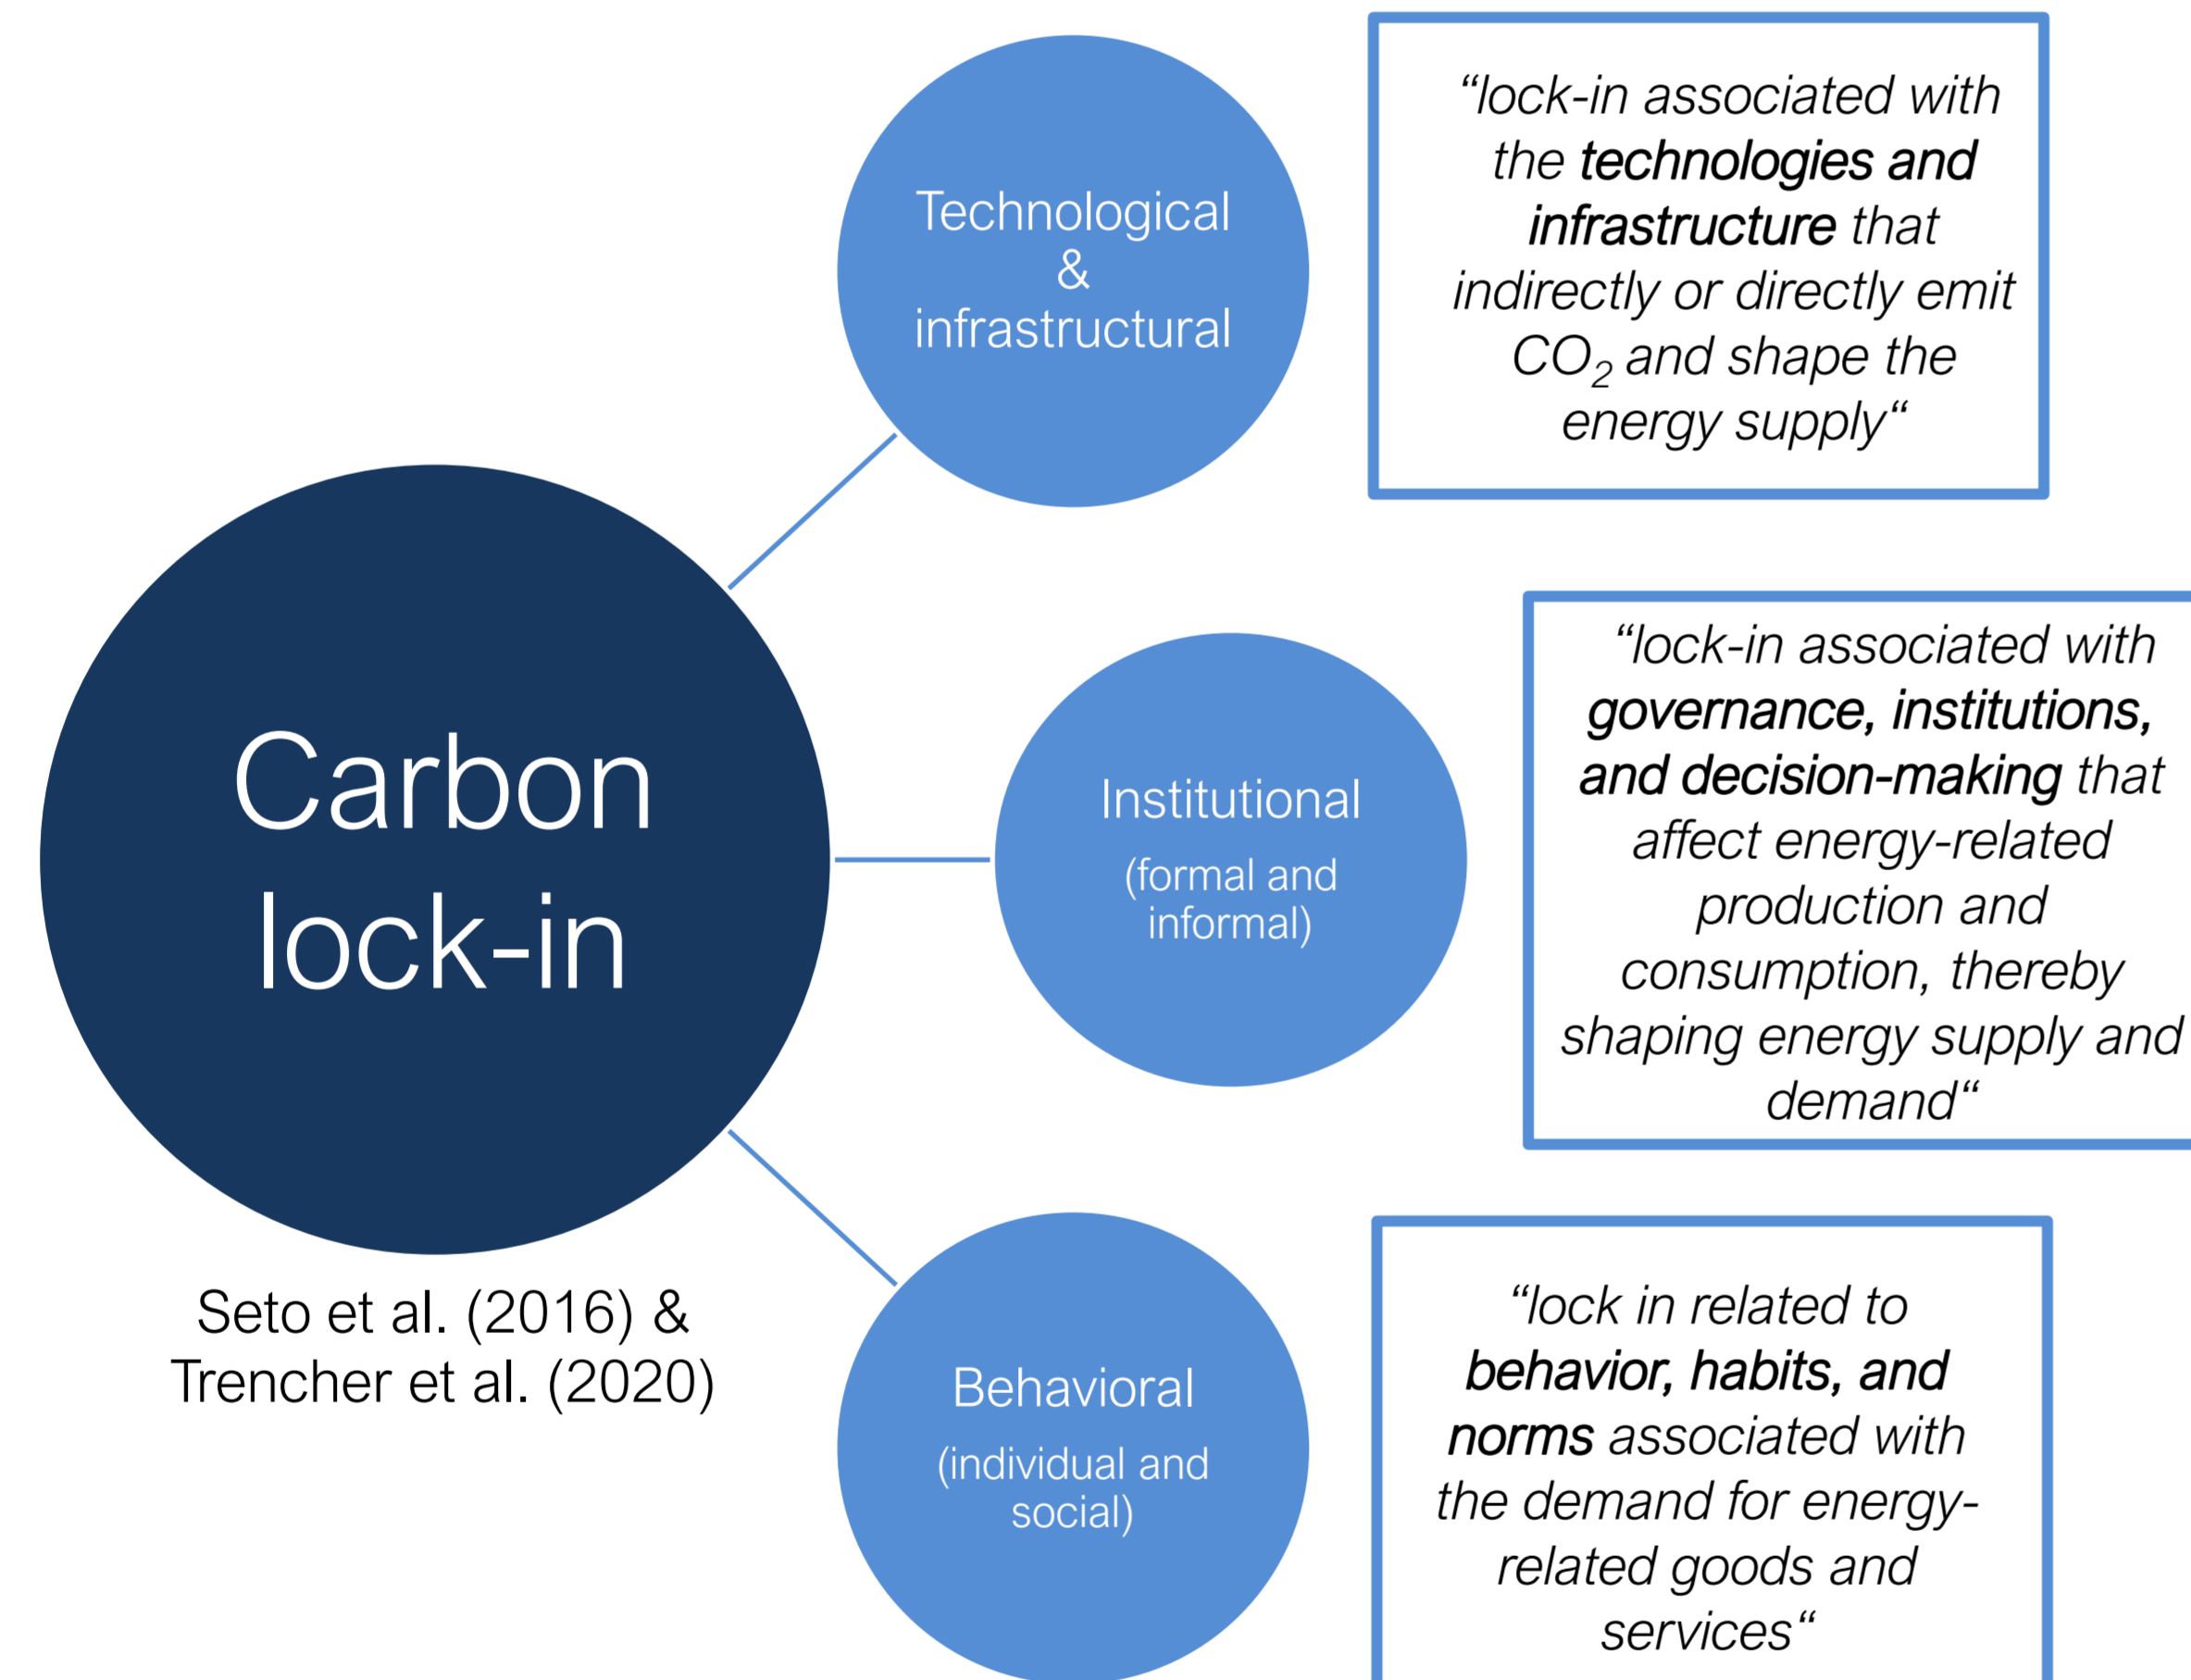 Carbon
lock-in
Seto et al. (2016) &
Trencher et al. (2020)
Technological
&
infrastructural
“lock-in associated with
the technologies and
infrastructure that
indirectly or directly emit
CO₂ and shape the
energy supply“
Institutional
(formal and
informal)
“lock-in associated with
governance, institutions,
and decision-making that
affect energy-related
production and
consumption, thereby
shaping energy supply and
demand“
Behavioral
(individual and
social)
“lock in related to
behavior, habits, and
norms associated with
the demand for energy-
related goods and
services“